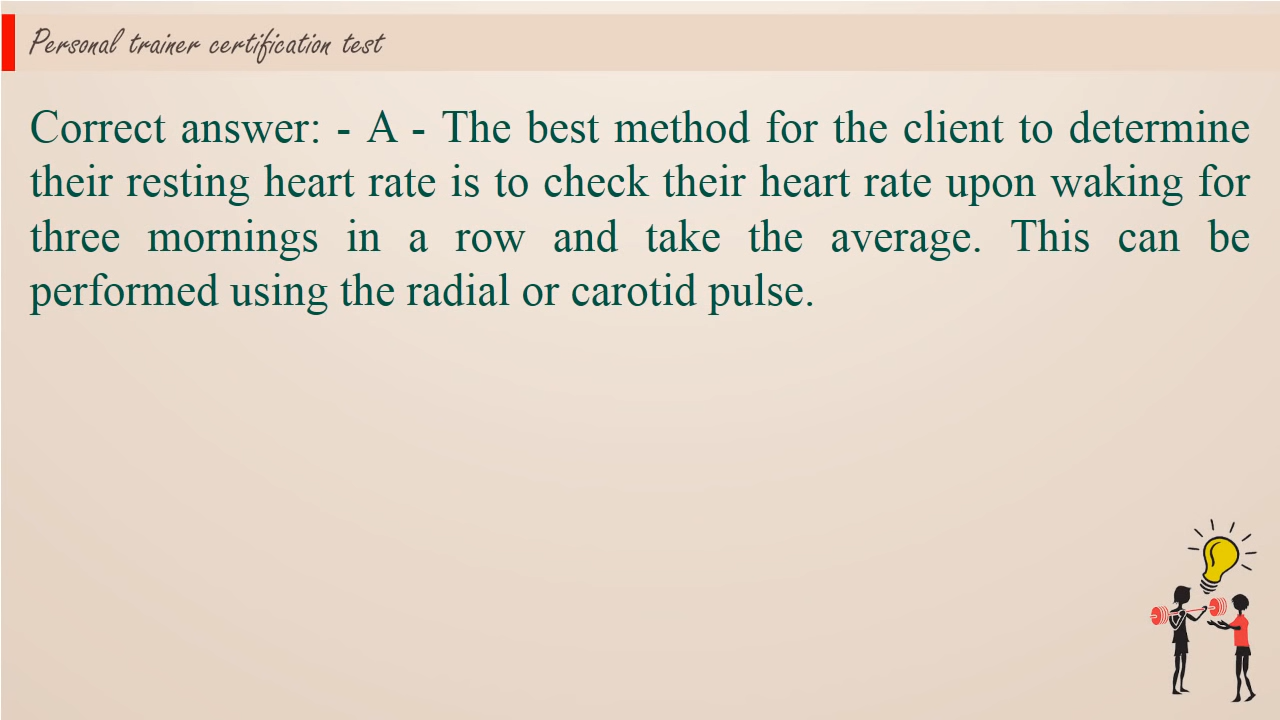 Personal trainer certification test
Correct answer: - A - The best method for the client to determine
their resting heart rate is to check their heart rate upon waking for
three mornings in a row and take the average. This can be
performed using the radial or carotid pulse.